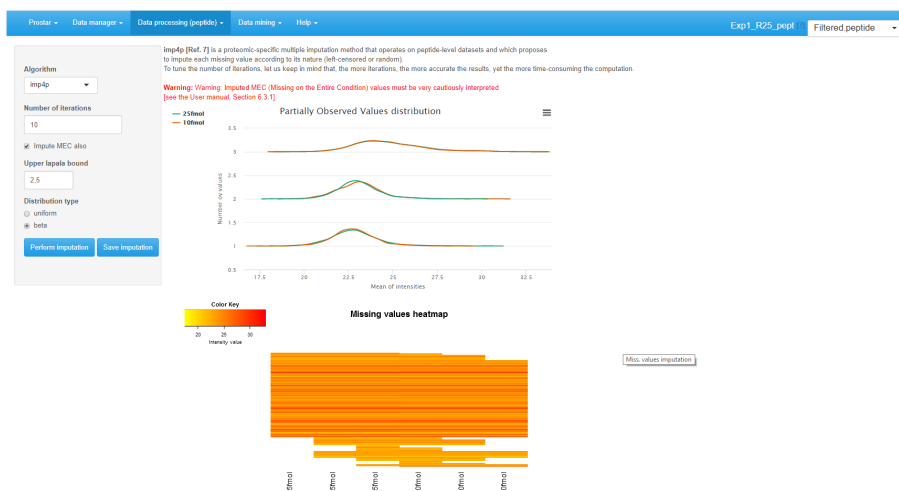 Prostar Data manager Data processing (peptide) Data mining Help Exp1_R25_pept Filtered.peptide
imp4p [Ref. 7] is a proteomic-specific multiple imputation method that operates on peptide-level datasets and which proposes
to impute each missing value according to its nature (left-censored or random).
To tune the number of iterations, let us keep in mind that, the more iterations, the more accurate the results, yet the more time-consuming the computation.
Warning: Warning: Imputed MEC (Missing on the Entire Condition) values must be very cautiously interpreted
[see the User manual, Section 6.3.1].
Algorithm
imp4p
Number of iterations
10
Impute MEC also
Upper lapala bound
2,5
Distribution type
uniform
beta
Perform imputation Save imputation
Partially Observed Values distribution
25fmol
10fmol
Number ov values
3.5
3
2.5
2
1.5
1
0.5
17.5 20 22.5 25 27.5 30 32.5
Mean of intensities
Color Key
20 25 30
Intensity value
Missing values heatmap
Miss. values imputation
5fmol 5fmol 5fmol 0fmol 0fmol 0fmol